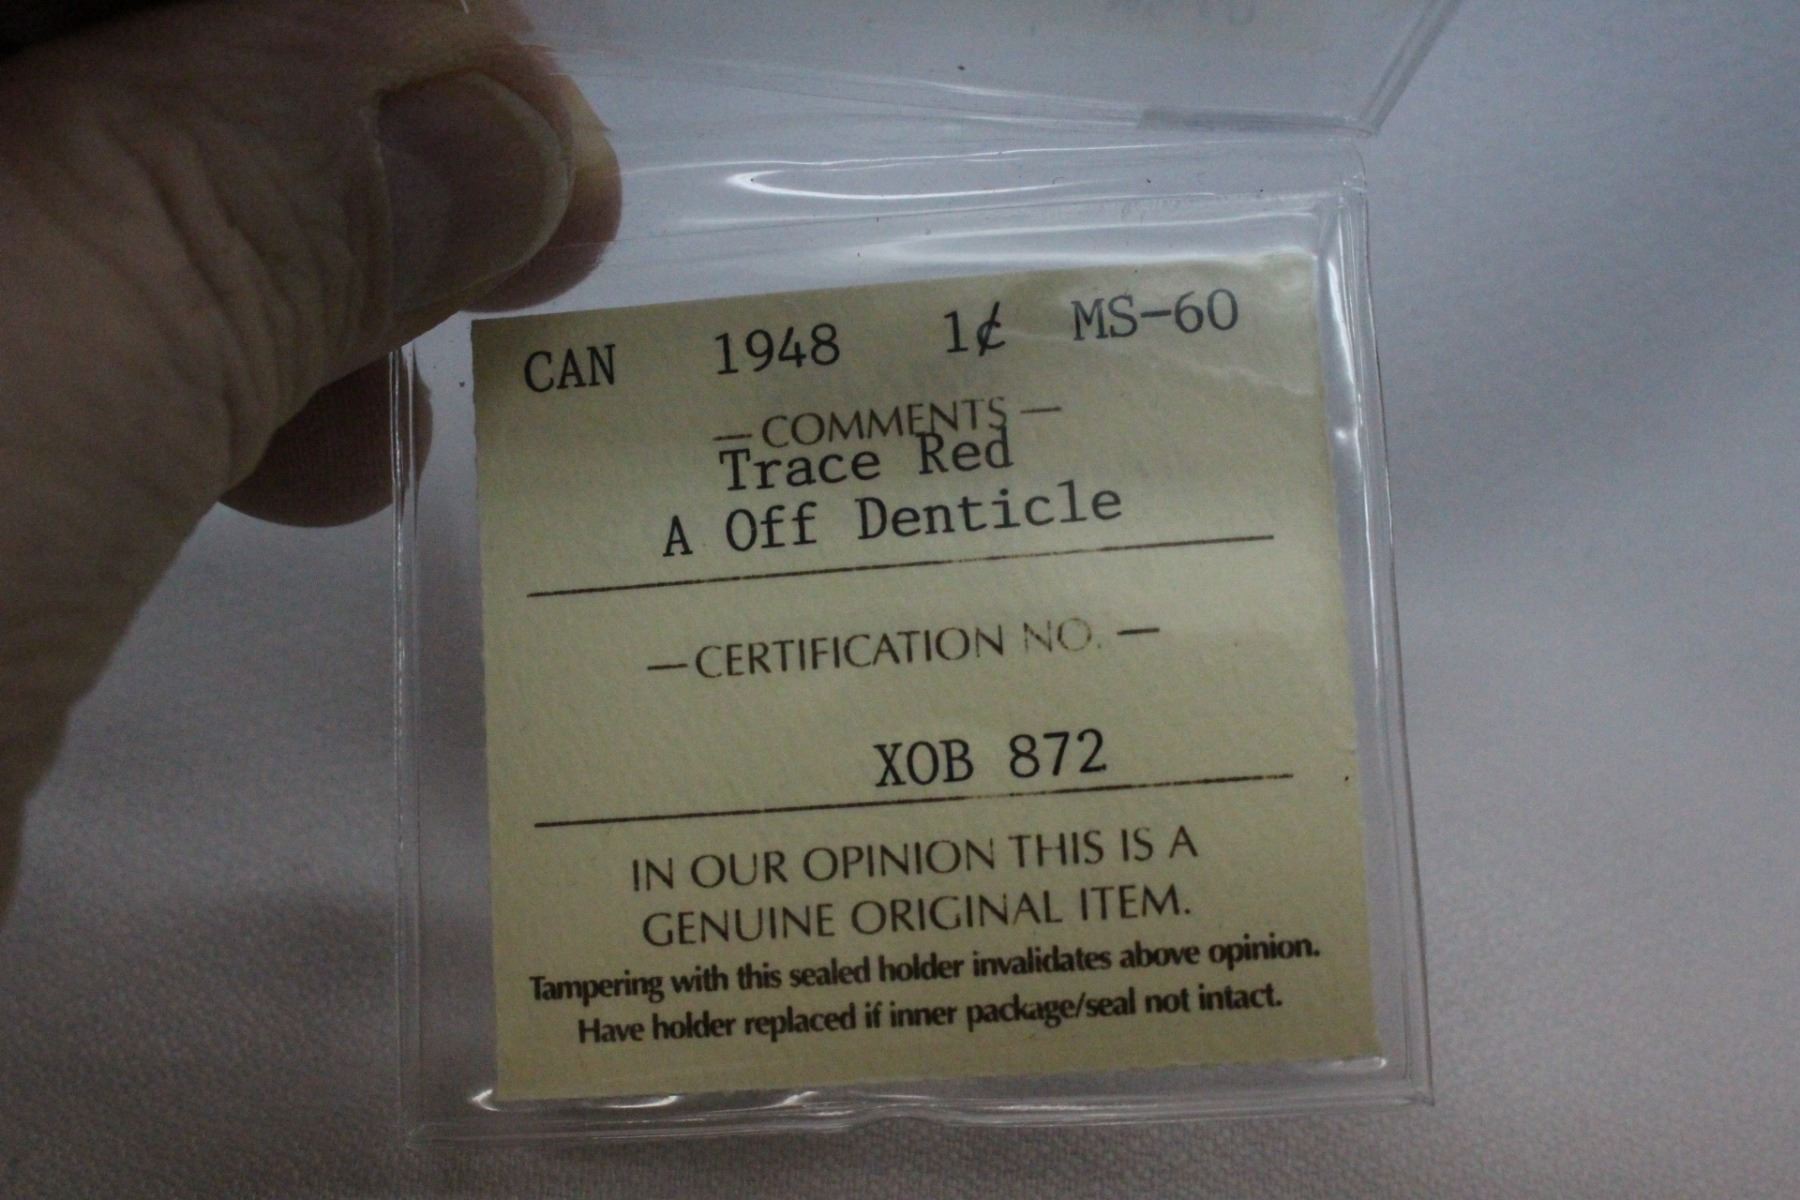 CAN 1948 1¢ MS-60
—COMMENTS—
Trace Red
A Off Denticle
—CERTIFICATION NO.—
XOB 872
IN OUR OPINION THIS IS A
GENUINE ORIGINAL ITEM.
Tampering with this sealed holder invalidates above opinion.
Have holder replaced if inner package/seal not intact.